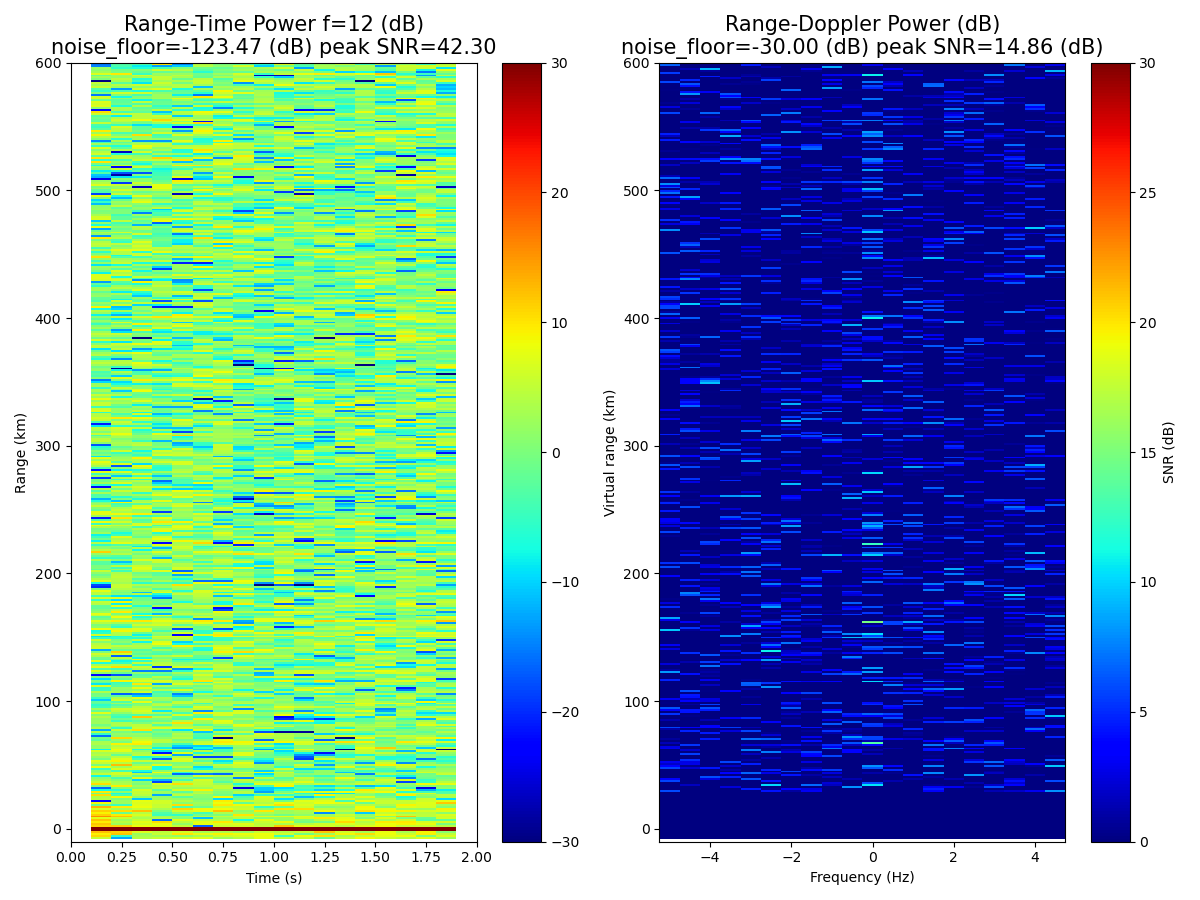 Range-Time Power f=12 (dB)
noise_floor=-123.47 (dB) peak SNR=42.30
Range-Doppler Power (dB)
noise_floor=-30.00 (dB) peak SNR=14.86 (dB)
600
500
400
300
200
100
0
Range (km)
0.00 0.25 0.50 0.75 1.00 1.25 1.50 1.75 2.00
Time (s)
30
20
10
0
−10
−20
−30
600
500
400
300
200
100
0
Virtual range (km)
−4 −2 0 2 4
Frequency (Hz)
30
25
20
15
10
5
0
SNR (dB)